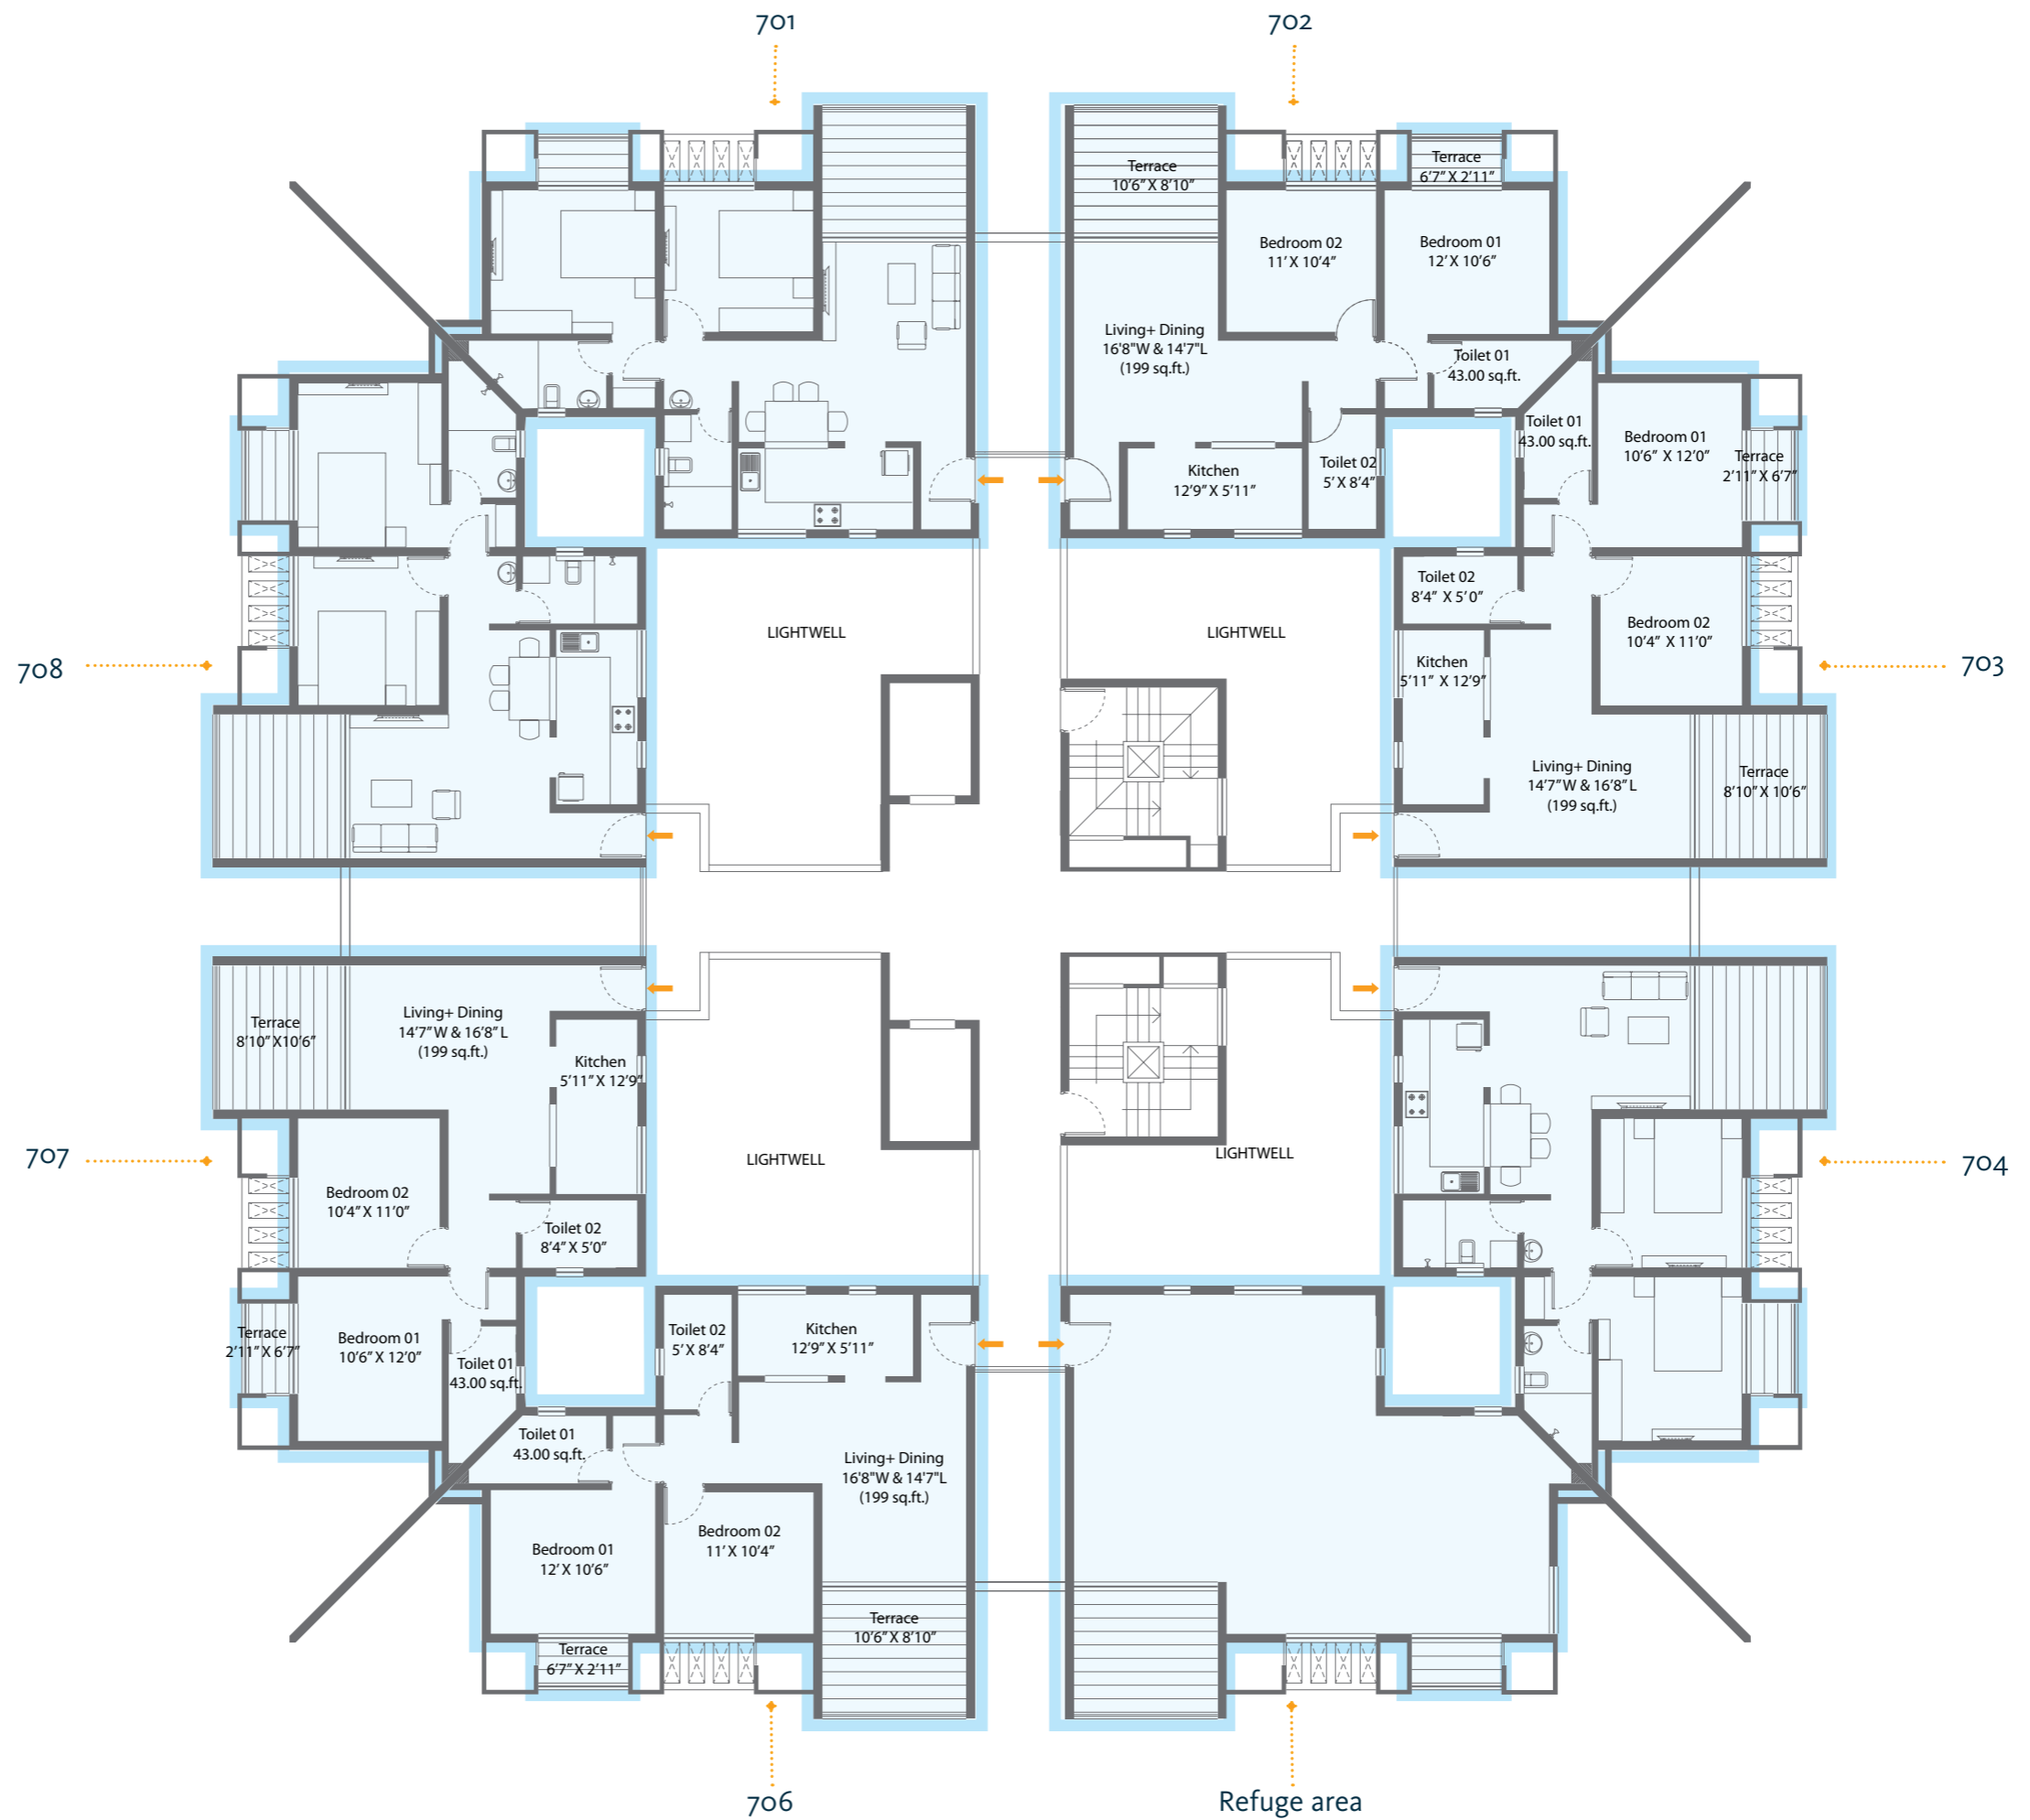 701
702
Terrace
10'6" X 8'10"
Terrace
6'7" X 2'11"
Bedroom 02
11' X 10'4"
Bedroom 01
12' X 10'6"
Living+ Dining
16'8"W & 14'7"L
(199 sq.ft.)
Toilet 01
43.00 sq.ft.
Kitchen
12'9" X 5'11"
Toilet 02
5' X 8'4"
Toilet 01
43.00 sq.ft.
Bedroom 01
10'6" X 12'0"
Terrace
2'11" X 6'7"
Toilet 02
8'4" X 5'0"
Bedroom 02
10'4" X 11'0"
Kitchen
5'11" X 12'9"
Living+ Dining
14'7" W & 16'8" L
(199 sq.ft.)
Terrace
8'10" X 10'6"
LIGHTWELL
LIGHTWELL
708
703
Terrace
8'10" X10'6"
Living+ Dining
14'7" W & 16'8" L
(199 sq.ft.)
Kitchen
5'11" X 12'9"
707
704
LIGHTWELL
LIGHTWELL
Bedroom 02
10'4" X 11'0"
Toilet 02
8'4" X 5'0"
Terrace
2'11" X 6'7"
Bedroom 01
10'6" X 12'0"
Toilet 01
43.00 sq.ft.
Toilet 02
5' X 8'4"
Kitchen
12'9" X 5'11"
Toilet 01
43.00 sq.ft.
Living+ Dining
16'8"W & 14'7"L
(199 sq.ft.)
Bedroom 01
12' X 10'6"
Bedroom 02
11' X 10'4"
Terrace
10'6" X 8'10"
Terrace
6'7" X 2'11"
706
Refuge area